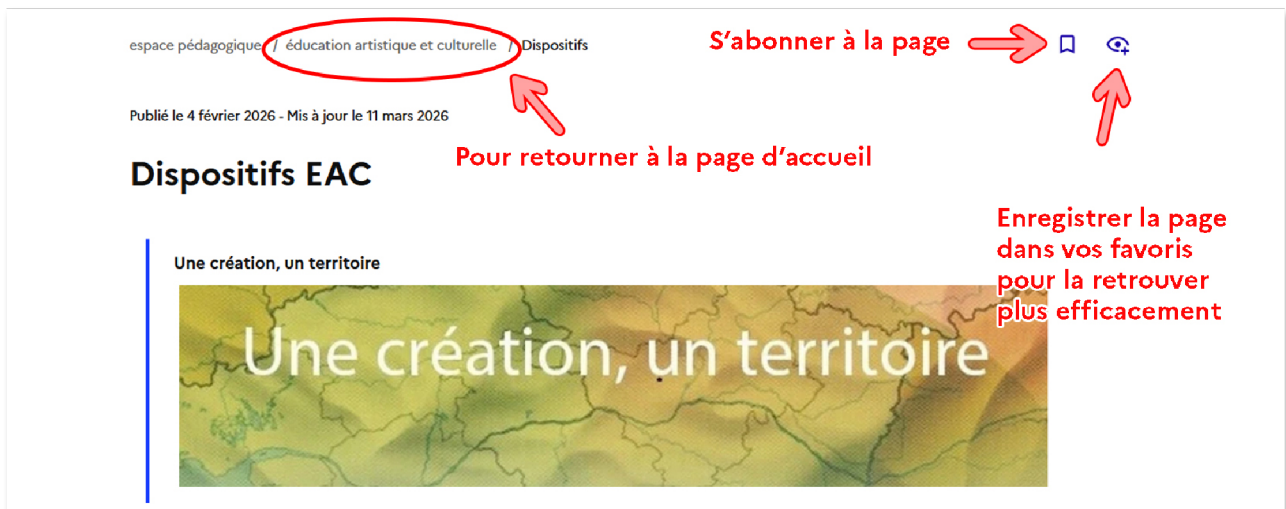 espace pédagogique / éducation artistique et culturelle / Dispositifs
S'abonner à la page
Publié le 4 février 2026 - Mis à jour le 11 mars 2026
Pour retourner à la page d'accueil
Dispositifs EAC
Enregistrer la page
dans vos favoris
pour la retrouver
plus efficacement
Une création, un territoire
Une création, un territoire